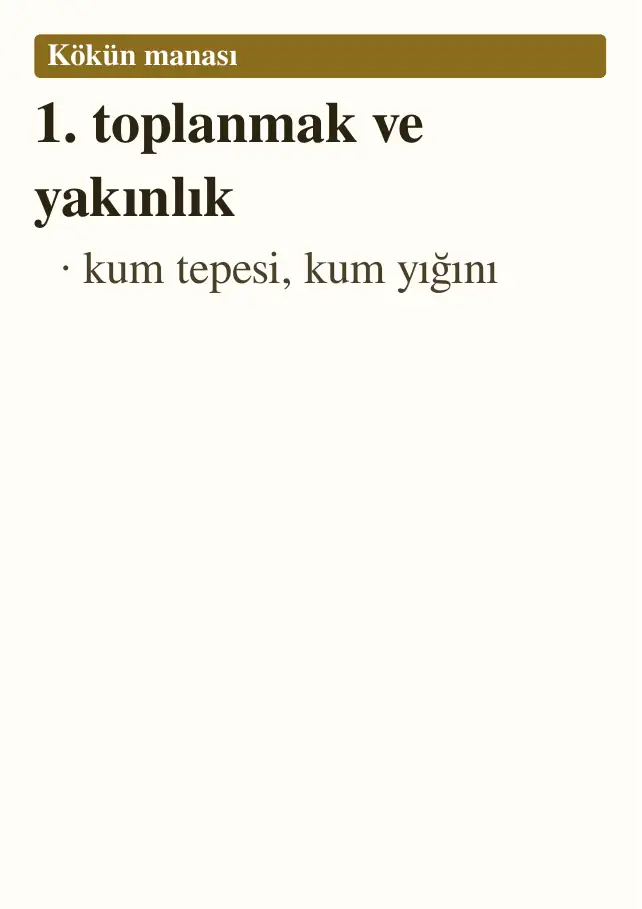 Kökün manası
1. toplanmak ve
yakınlık
· kum tepesi, kum yığını